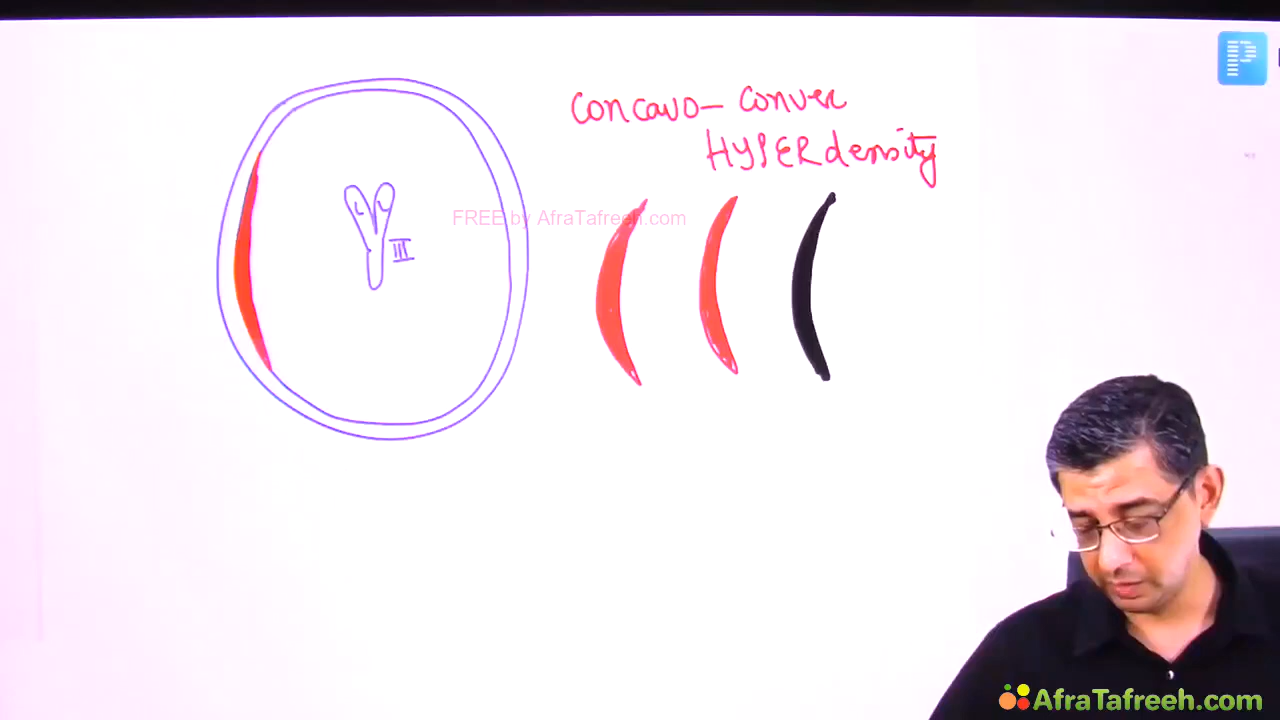 Concavo- Convex
HYPERdensity
FREE by AfraTafreeh.com
L L
III
P
AfraTafreeh.com